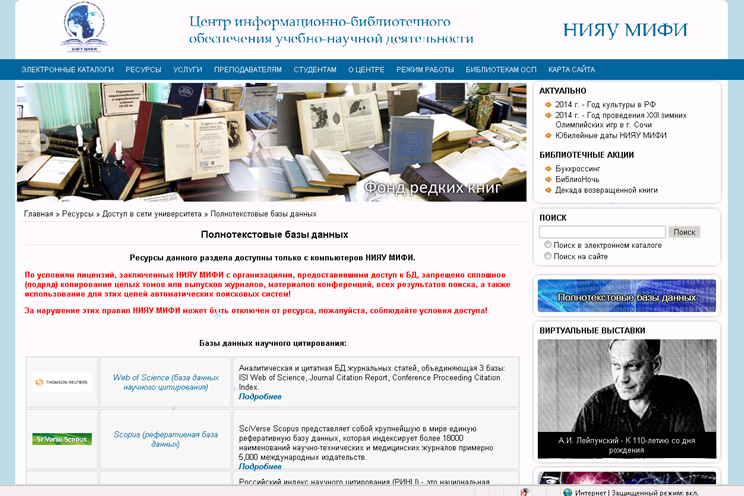 Центр информационно-библиотечного
обеспечения учебно-научной деятельности
НИЯУ МИФИ
НИЯУ МИФИ
ЭЛЕКТРОННЫЕ КАТАЛОГИ РЕСУРСЫ УСЛУГИ ПРЕПОДАВАТЕЛЯМ СТУДЕНТАМ О ЦЕНТРЕ РЕЖИМ РАБОТЫ БИБЛИОТЕКАМ ОСП КАРТА САЙТА
Фонд редких книг
Главная » Ресурсы » Доступ в сети университета » Полнотекстовые базы данных
Полнотекстовые базы данных
Ресурсы данного раздела доступны только с компьютеров НИЯУ МИФИ.
По условиям лицензий, заключенных НИЯУ МИФИ с организациями, предоставившими доступ к БД, запрещено сплошное
(подряд) копирование целых томов или выпусков журналов, материалов конференций, всех результатов поиска, а также
использование для этих целей автоматических поисковых систем!
За нарушение этих правил НИЯУ МИФИ может быть отключен от ресурса, пожалуйста, соблюдайте условия доступа!
Базы данных научного цитирования:
THOMSON REUTERS
Web of Science (база данных
научного цитирования)
Аналитическая и цитатная БД журнальных статей, объединяющая 3 базы:
ISI Web of Science, Journal Citation Report, Conference Proceeding Citation
Index.
Подробнее
SciVerse Scopus
Scopus (реферативная база
данных)
SciVerse Scopus представляет собой крупнейшую в мире единую
реферативную базу данных, которая индексирует более 18000
наименований научно-технических и медицинских журналов примерно
5,000 международных издательств.
Подробнее
Российский индекс научного цитирования (РИНЦ) - это национальная
АКТУАЛЬНО
2014 г. - Год культуры в РФ
2014 г. - Год проведения XXII зимних
Олимпийских игр в г. Сочи
Юбилейные даты НИЯУ МИФИ
БИБЛИОТЕЧНЫЕ АКЦИИ
Буккроссинг
БиблиоНочь
Декада возвращенной книги
ПОИСК
Поиск
Поиск в электронном каталоге
Поиск на сайте
Полнотекстовые базы данных
ВИРТУАЛЬНЫЕ ВЫСТАВКИ
А.И. Лейпунский - К 110-летию со дня
рождения
Интернет | Защищенный режим: вкл.